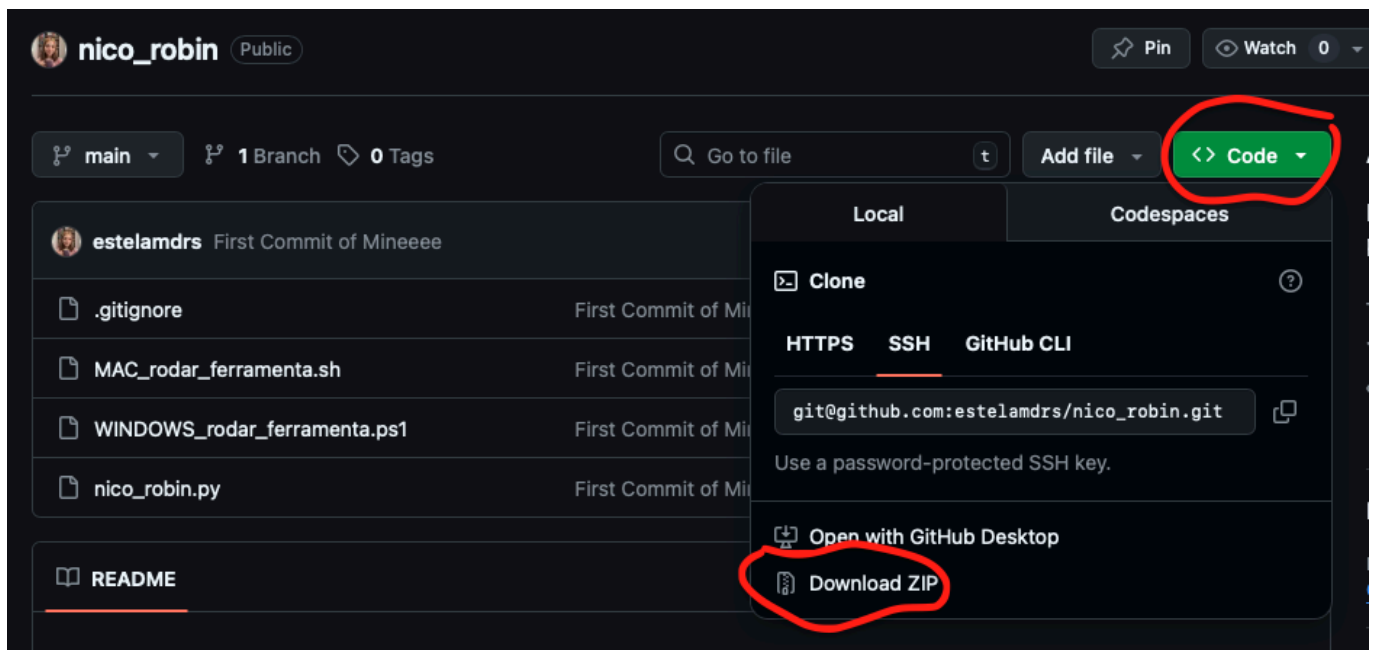 nico_robin Public Pin Watch 0
main 1 Branch 0 Tags Go to file t Add file <> Code
Local Codespaces
estelamdrs First Commit of Mineeee
Clone
.gitignore First Commit of Mi
HTTPS SSH GitHub CLI
MAC_rodar_ferramenta.sh First Commit of Mi
git@github.com:estelamdrs/nico_robin.git
WINDOWS_rodar_ferramenta.ps1 First Commit of Mi
Use a password-protected SSH key.
nico_robin.py First Commit of Mi
Open with GitHub Desktop
README
Download ZIP